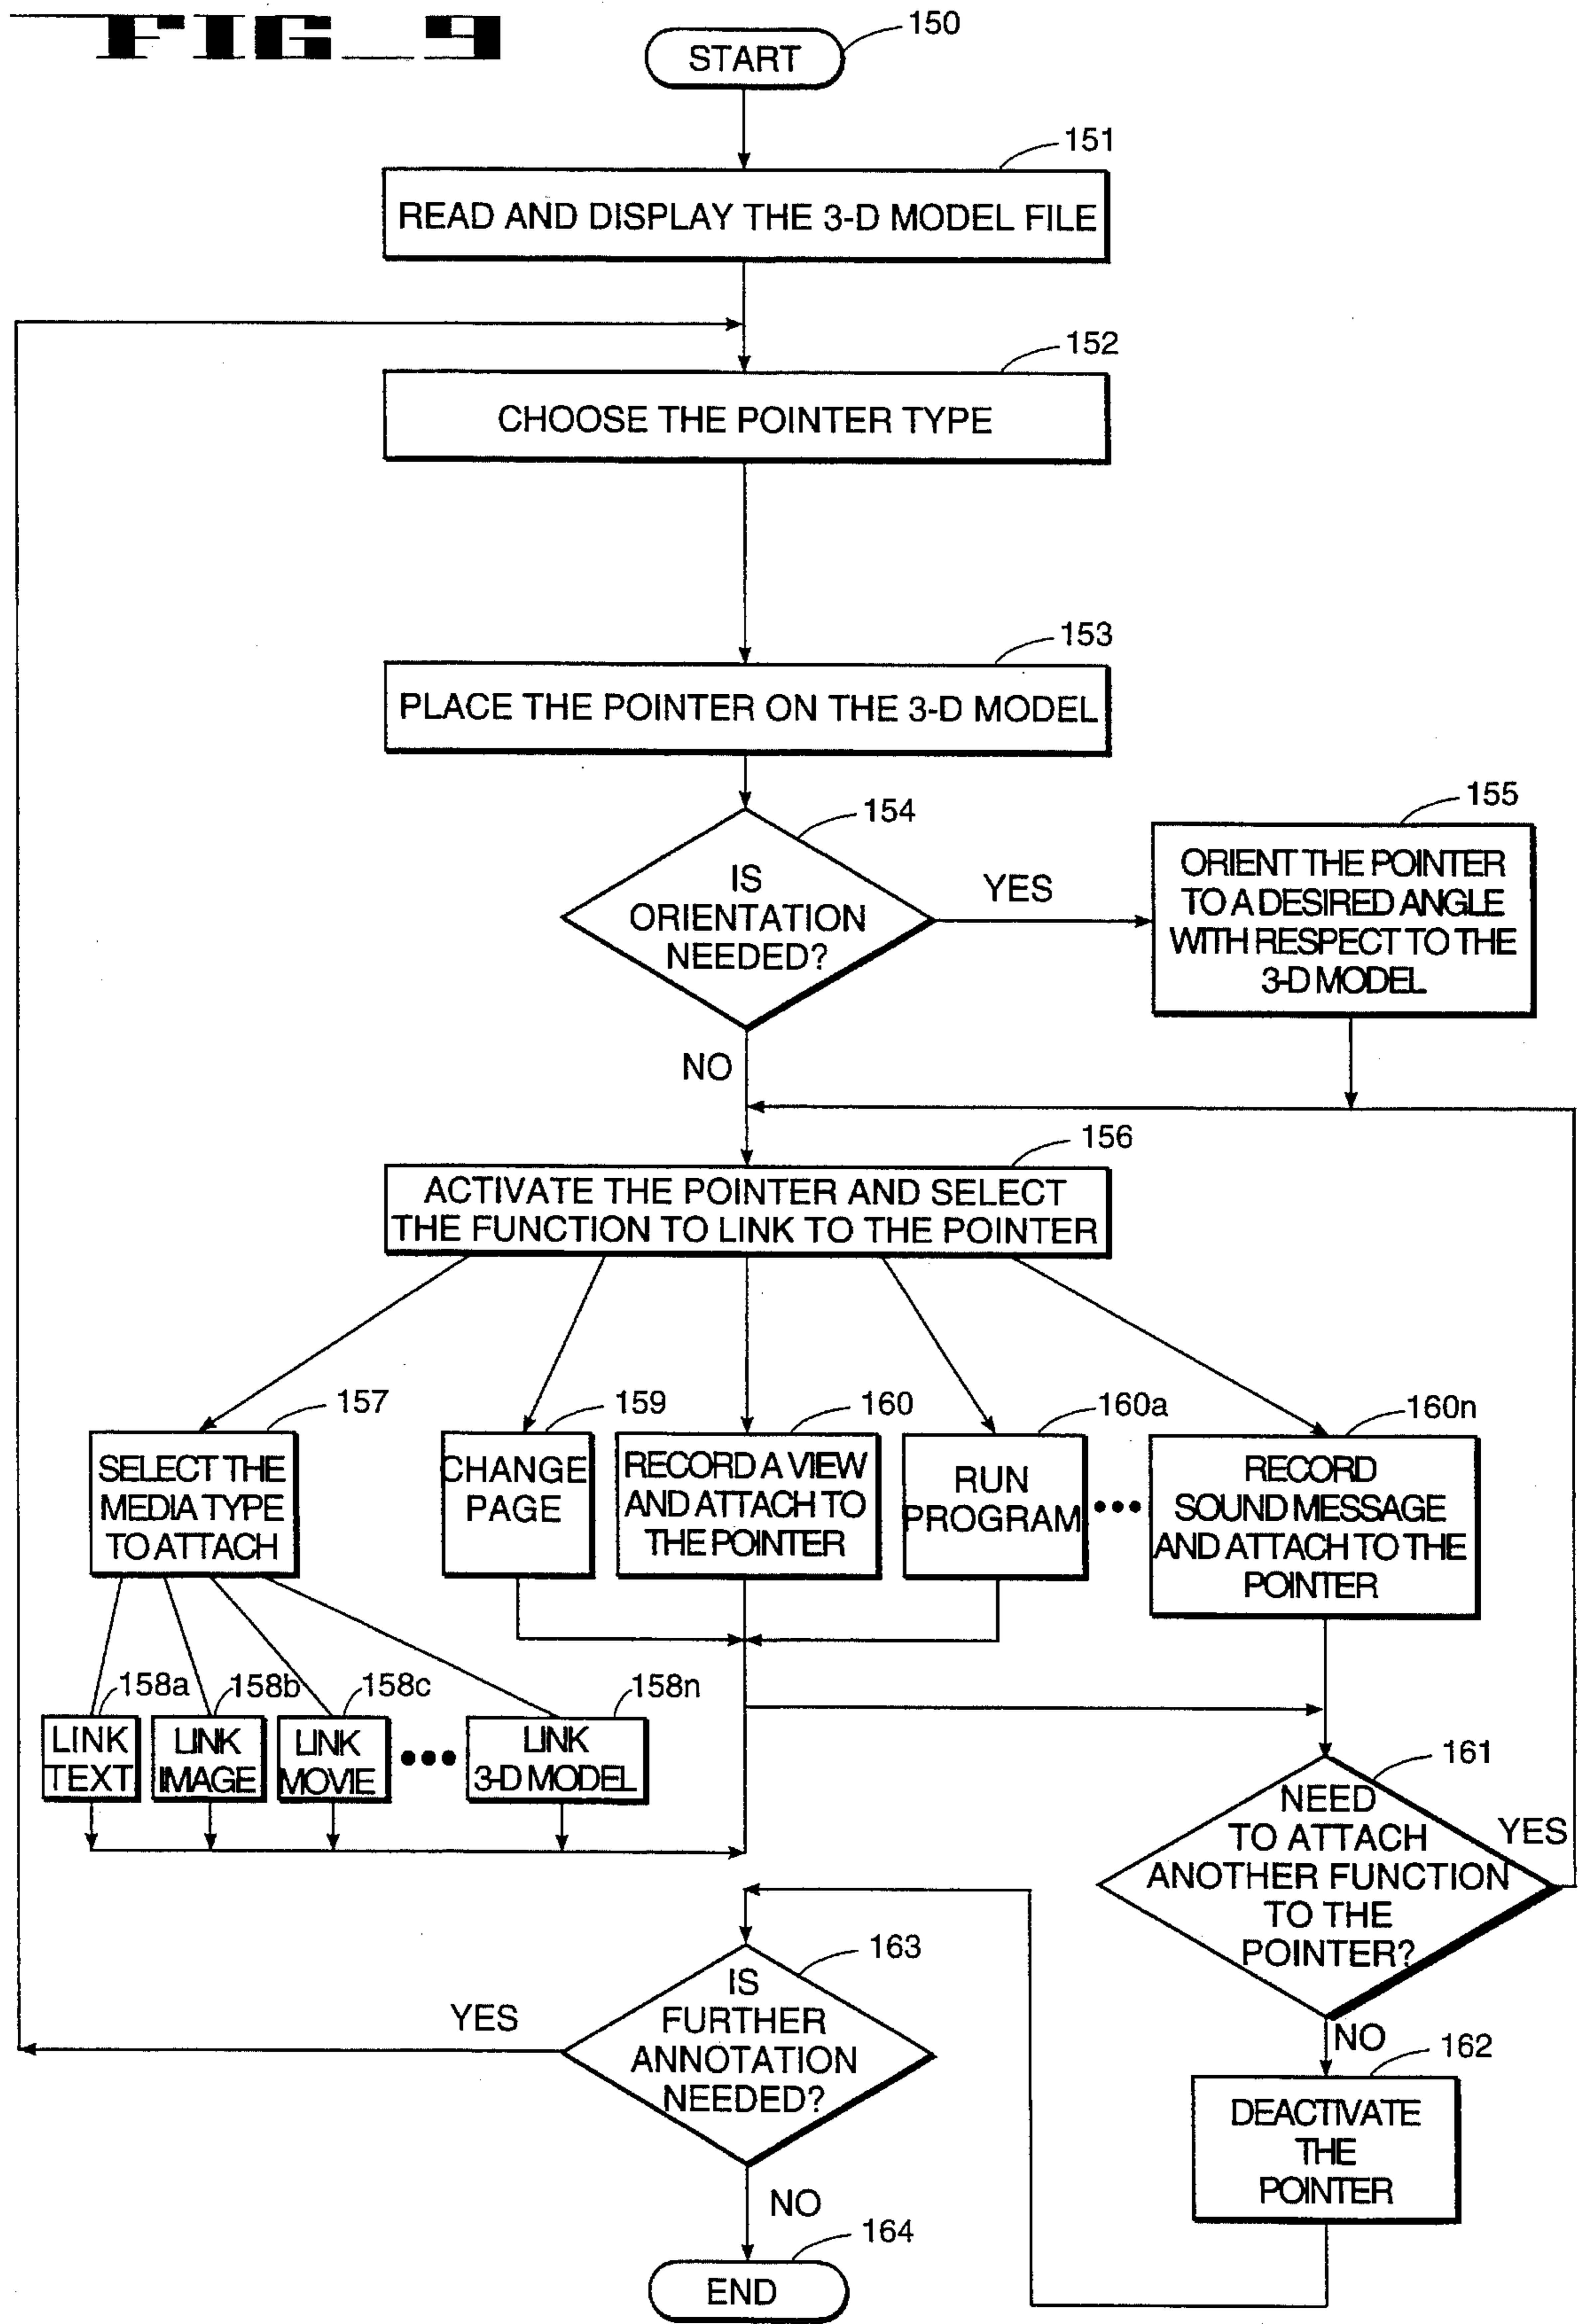 FIG_9
150
START
151
READ AND DISPLAY THE 3-D MODEL FILE
152
CHOOSE THE POINTER TYPE
153
PLACE THE POINTER ON THE 3-D MODEL
154
IS
ORIENTATION
NEEDED?
YES
155
ORIENT THE POINTER
TO A DESIRED ANGLE
WITH RESPECT TO THE
3-D MODEL
NO
156
ACTIVATE THE POINTER AND SELECT
THE FUNCTION TO LINK TO THE POINTER
157
SELECT THE
MEDIA TYPE
TO ATTACH
159
CHANGE
PAGE
160
RECORD A VIEW
AND ATTACH TO
THE POINTER
160a
RUN
PROGRAM
•••
160n
RECORD
SOUND MESSAGE
AND ATTACH TO THE
POINTER
158a
LINK
TEXT
158b
LINK
IMAGE
158c
LINK
MOVIE
•••
158n
LINK
3-D MODEL
161
NEED
TO ATTACH
ANOTHER FUNCTION
TO THE
POINTER?
YES
NO
162
DEACTIVATE
THE
POINTER
163
IS
FURTHER
ANNOTATION
NEEDED?
YES
NO
164
END